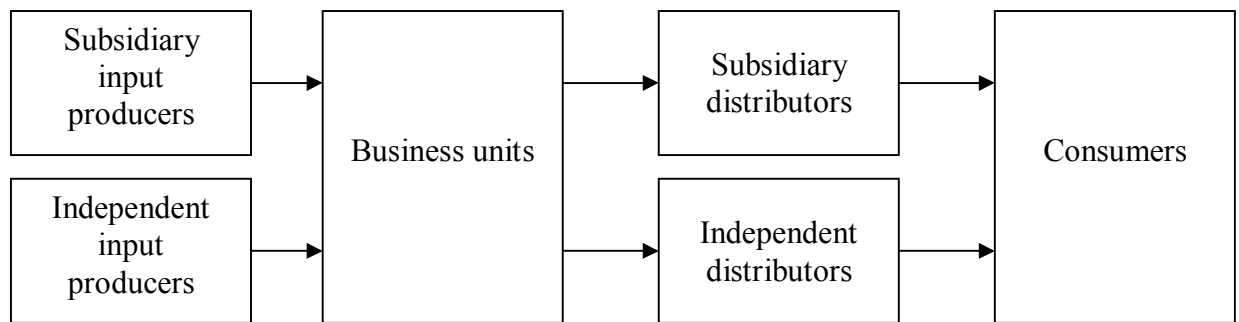 Subsidiary
input
producers
Independent
input
producers
Business units
Subsidiary
distributors
Independent
distributors
Consumers